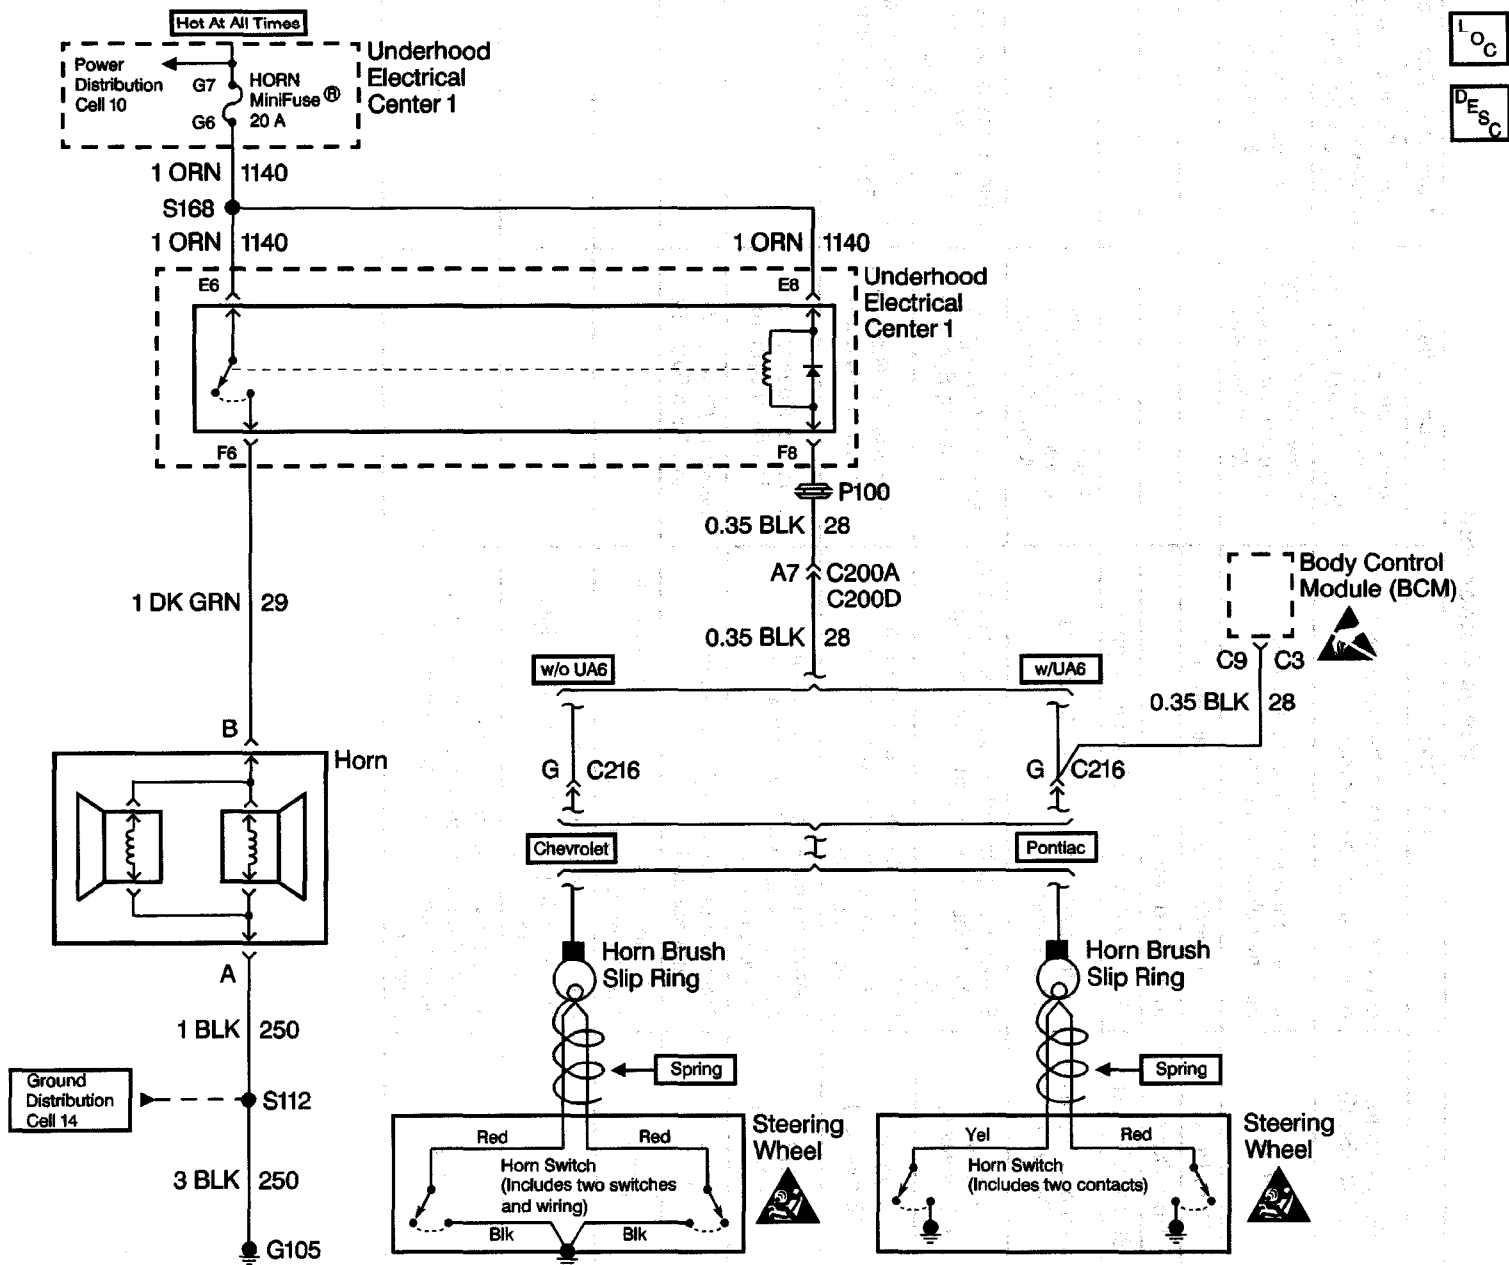 Hot At All Times
LOC
DESC
Power
Distribution
Cell 10
G7
G6
HORN
MiniFuse ®
20 A
Underhood
Electrical
Center 1
1 ORN 1140
S168
1 ORN 1140
1 ORN 1140
E6
E8
Underhood
Electrical
Center 1
F6
F8
P100
0.35 BLK 28
A7 C200A
C200D
0.35 BLK 28
1 DK GRN 29
Body Control
Module (BCM)
C9 C3
0.35 BLK 28
w/o UA6
w/UA6
B
Horn
G C216
G C216
Chevrolet
Pontiac
Horn Brush
Slip Ring
Horn Brush
Slip Ring
A
1 BLK 250
Spring
Spring
Ground
Distribution
Cell 14
S112
3 BLK 250
G105
Red
Red
Horn Switch
(Includes two switches
and wiring)
Blk
Blk
Steering
Wheel
Yel
Red
Horn Switch
(Includes two contacts)
Steering
Wheel